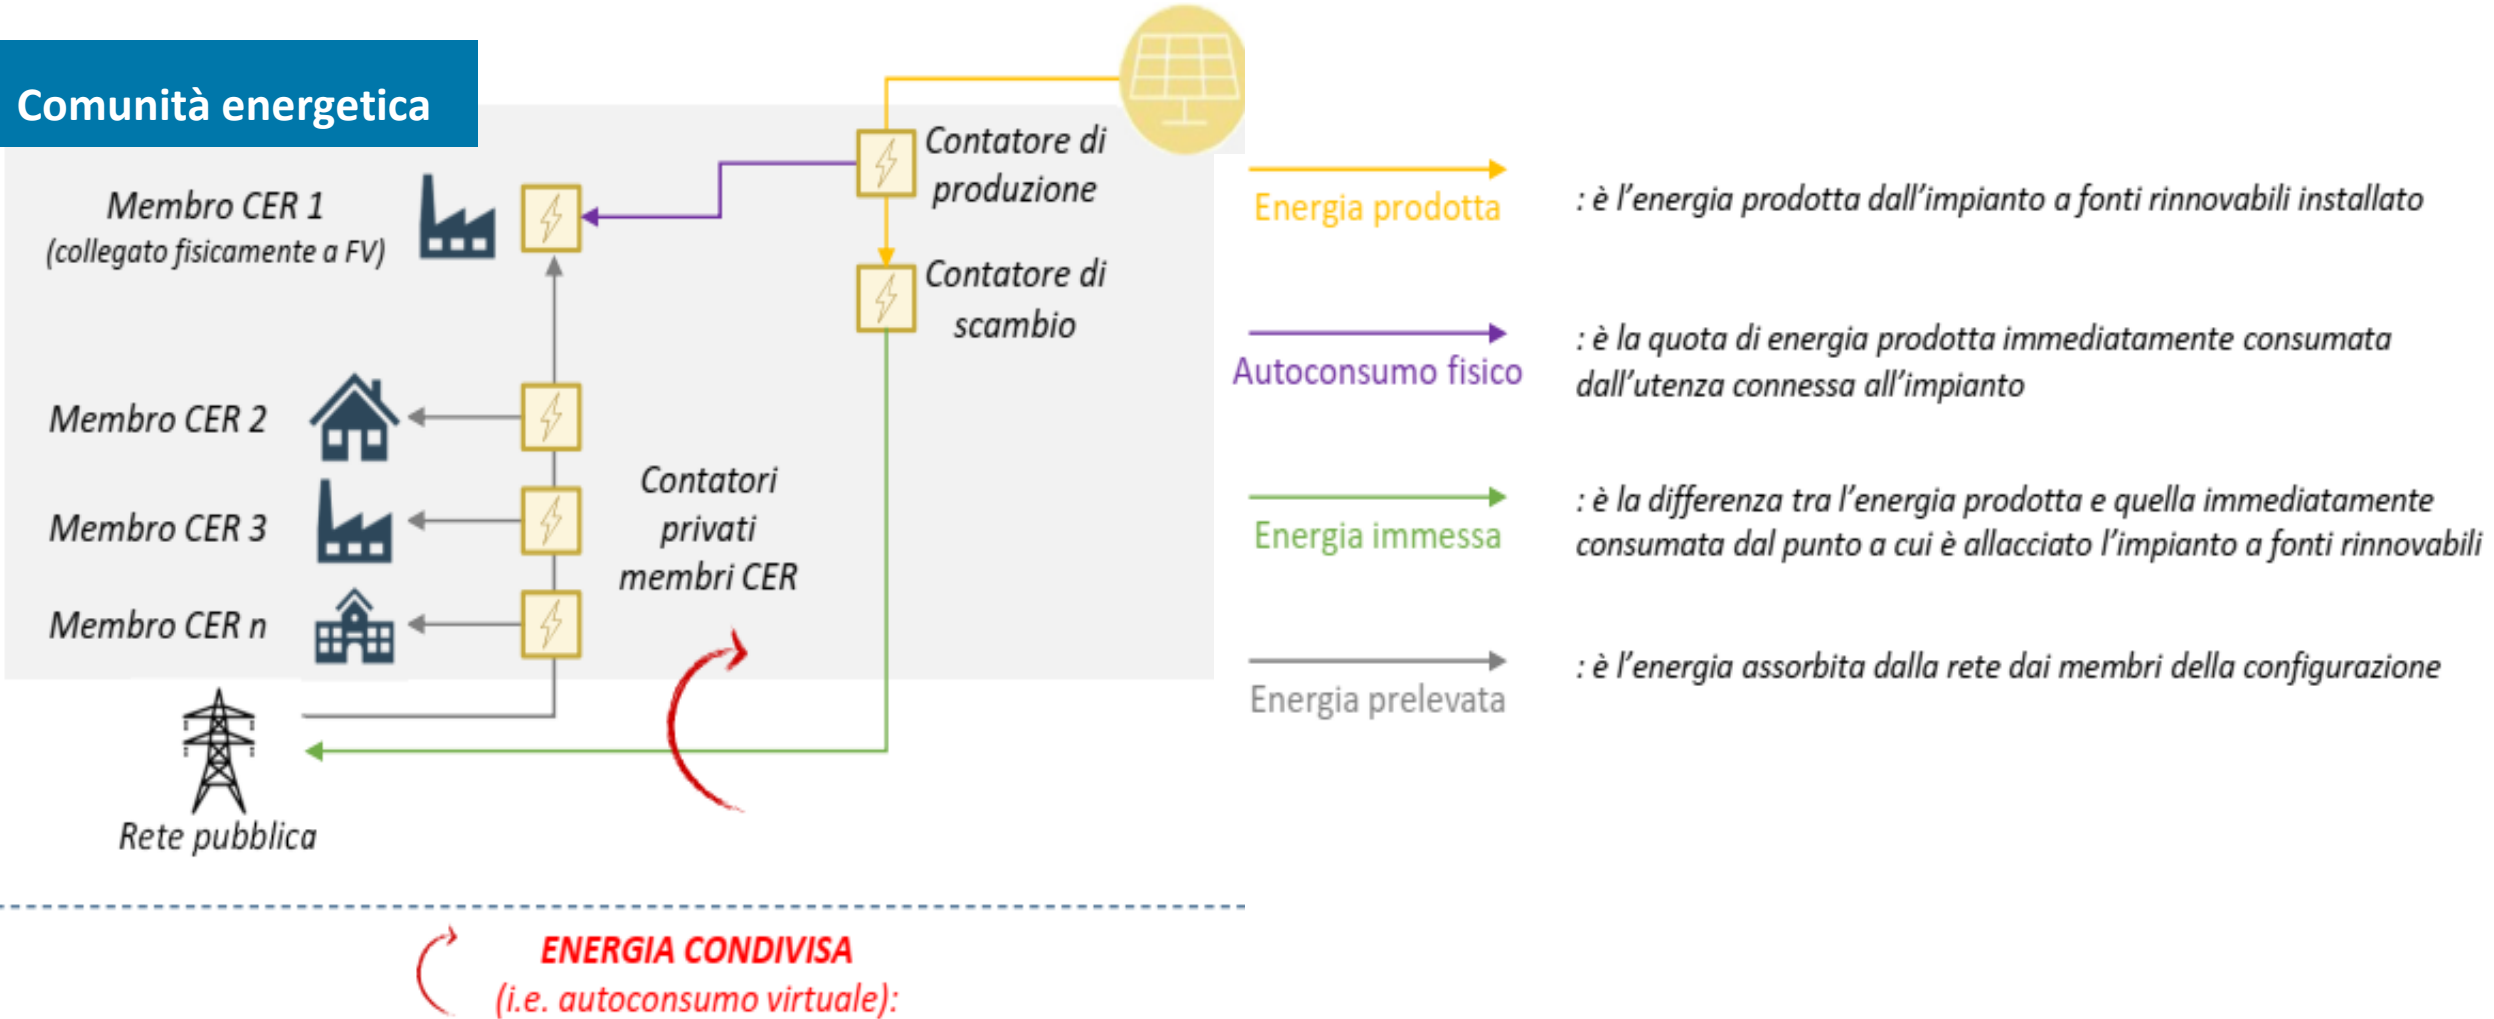 Comunità energetica
Contatore di
produzione
Membro CER 1
(collegato fisicamente a FV)
Contatore di
scambio
Membro CER 2
Contatori
privati
membri CER
Membro CER 3
Membro CER n
Rete pubblica
Energia prodotta
: è l'energia prodotta dall'impianto a fonti rinnovabili installato
Autoconsumo fisico
: è la quota di energia prodotta immediatamente consumata
dall'utenza connessa all'impianto
Energia immessa
: è la differenza tra l'energia prodotta e quella immediatamente
consumata dal punto a cui è allacciato l'impianto a fonti rinnovabili
Energia prelevata
: è l'energia assorbita dalla rete dai membri della configurazione
ENERGIA CONDIVISA
(i.e. autoconsumo virtuale):